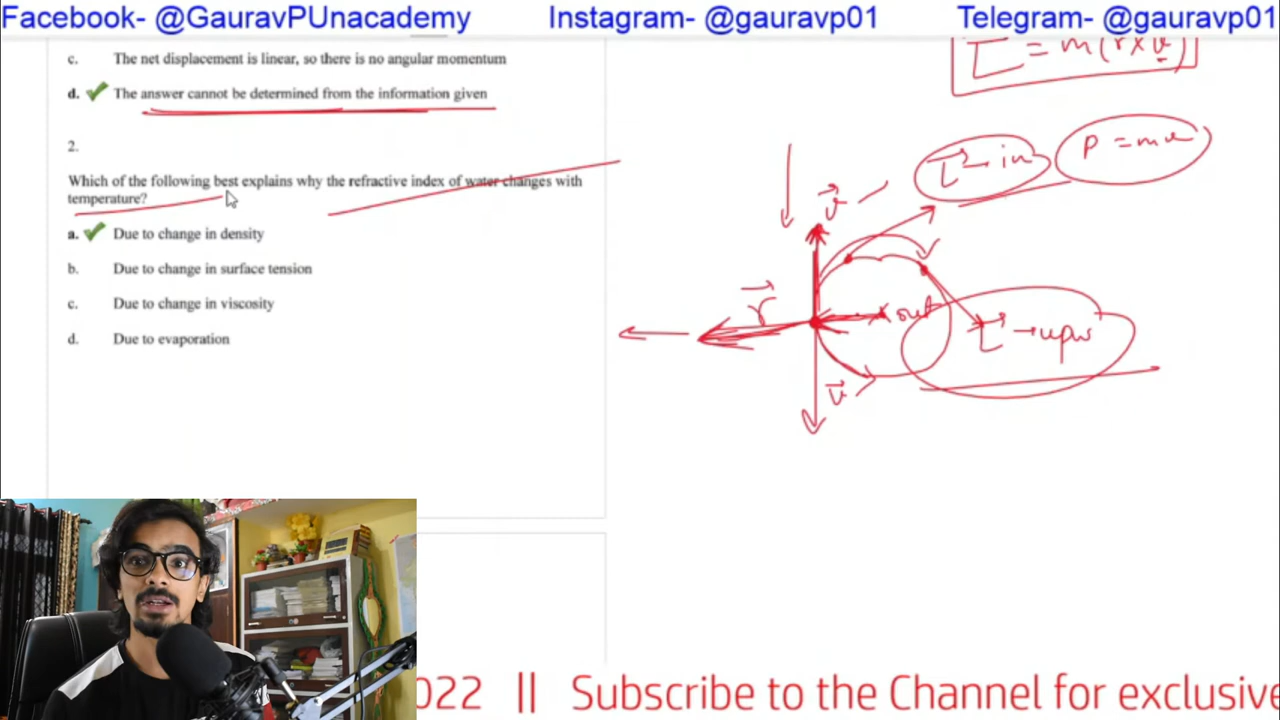 Facebook- @GauravPUnacademy Instagram- @gauravp01 Telegram- @gauravp01
c. The net displacement is linear, so there is no angular momentum
d. The answer cannot be determined from the information given
2.
Which of the following best explains why the refractive index of water changes with
temperature?
a. Due to change in density
b. Due to change in surface tension
c. Due to change in viscosity
d. Due to evaporation
= m(r×v)
in
P = mv
v
r
out
v
022 || Subscribe to the Channel for exclusive